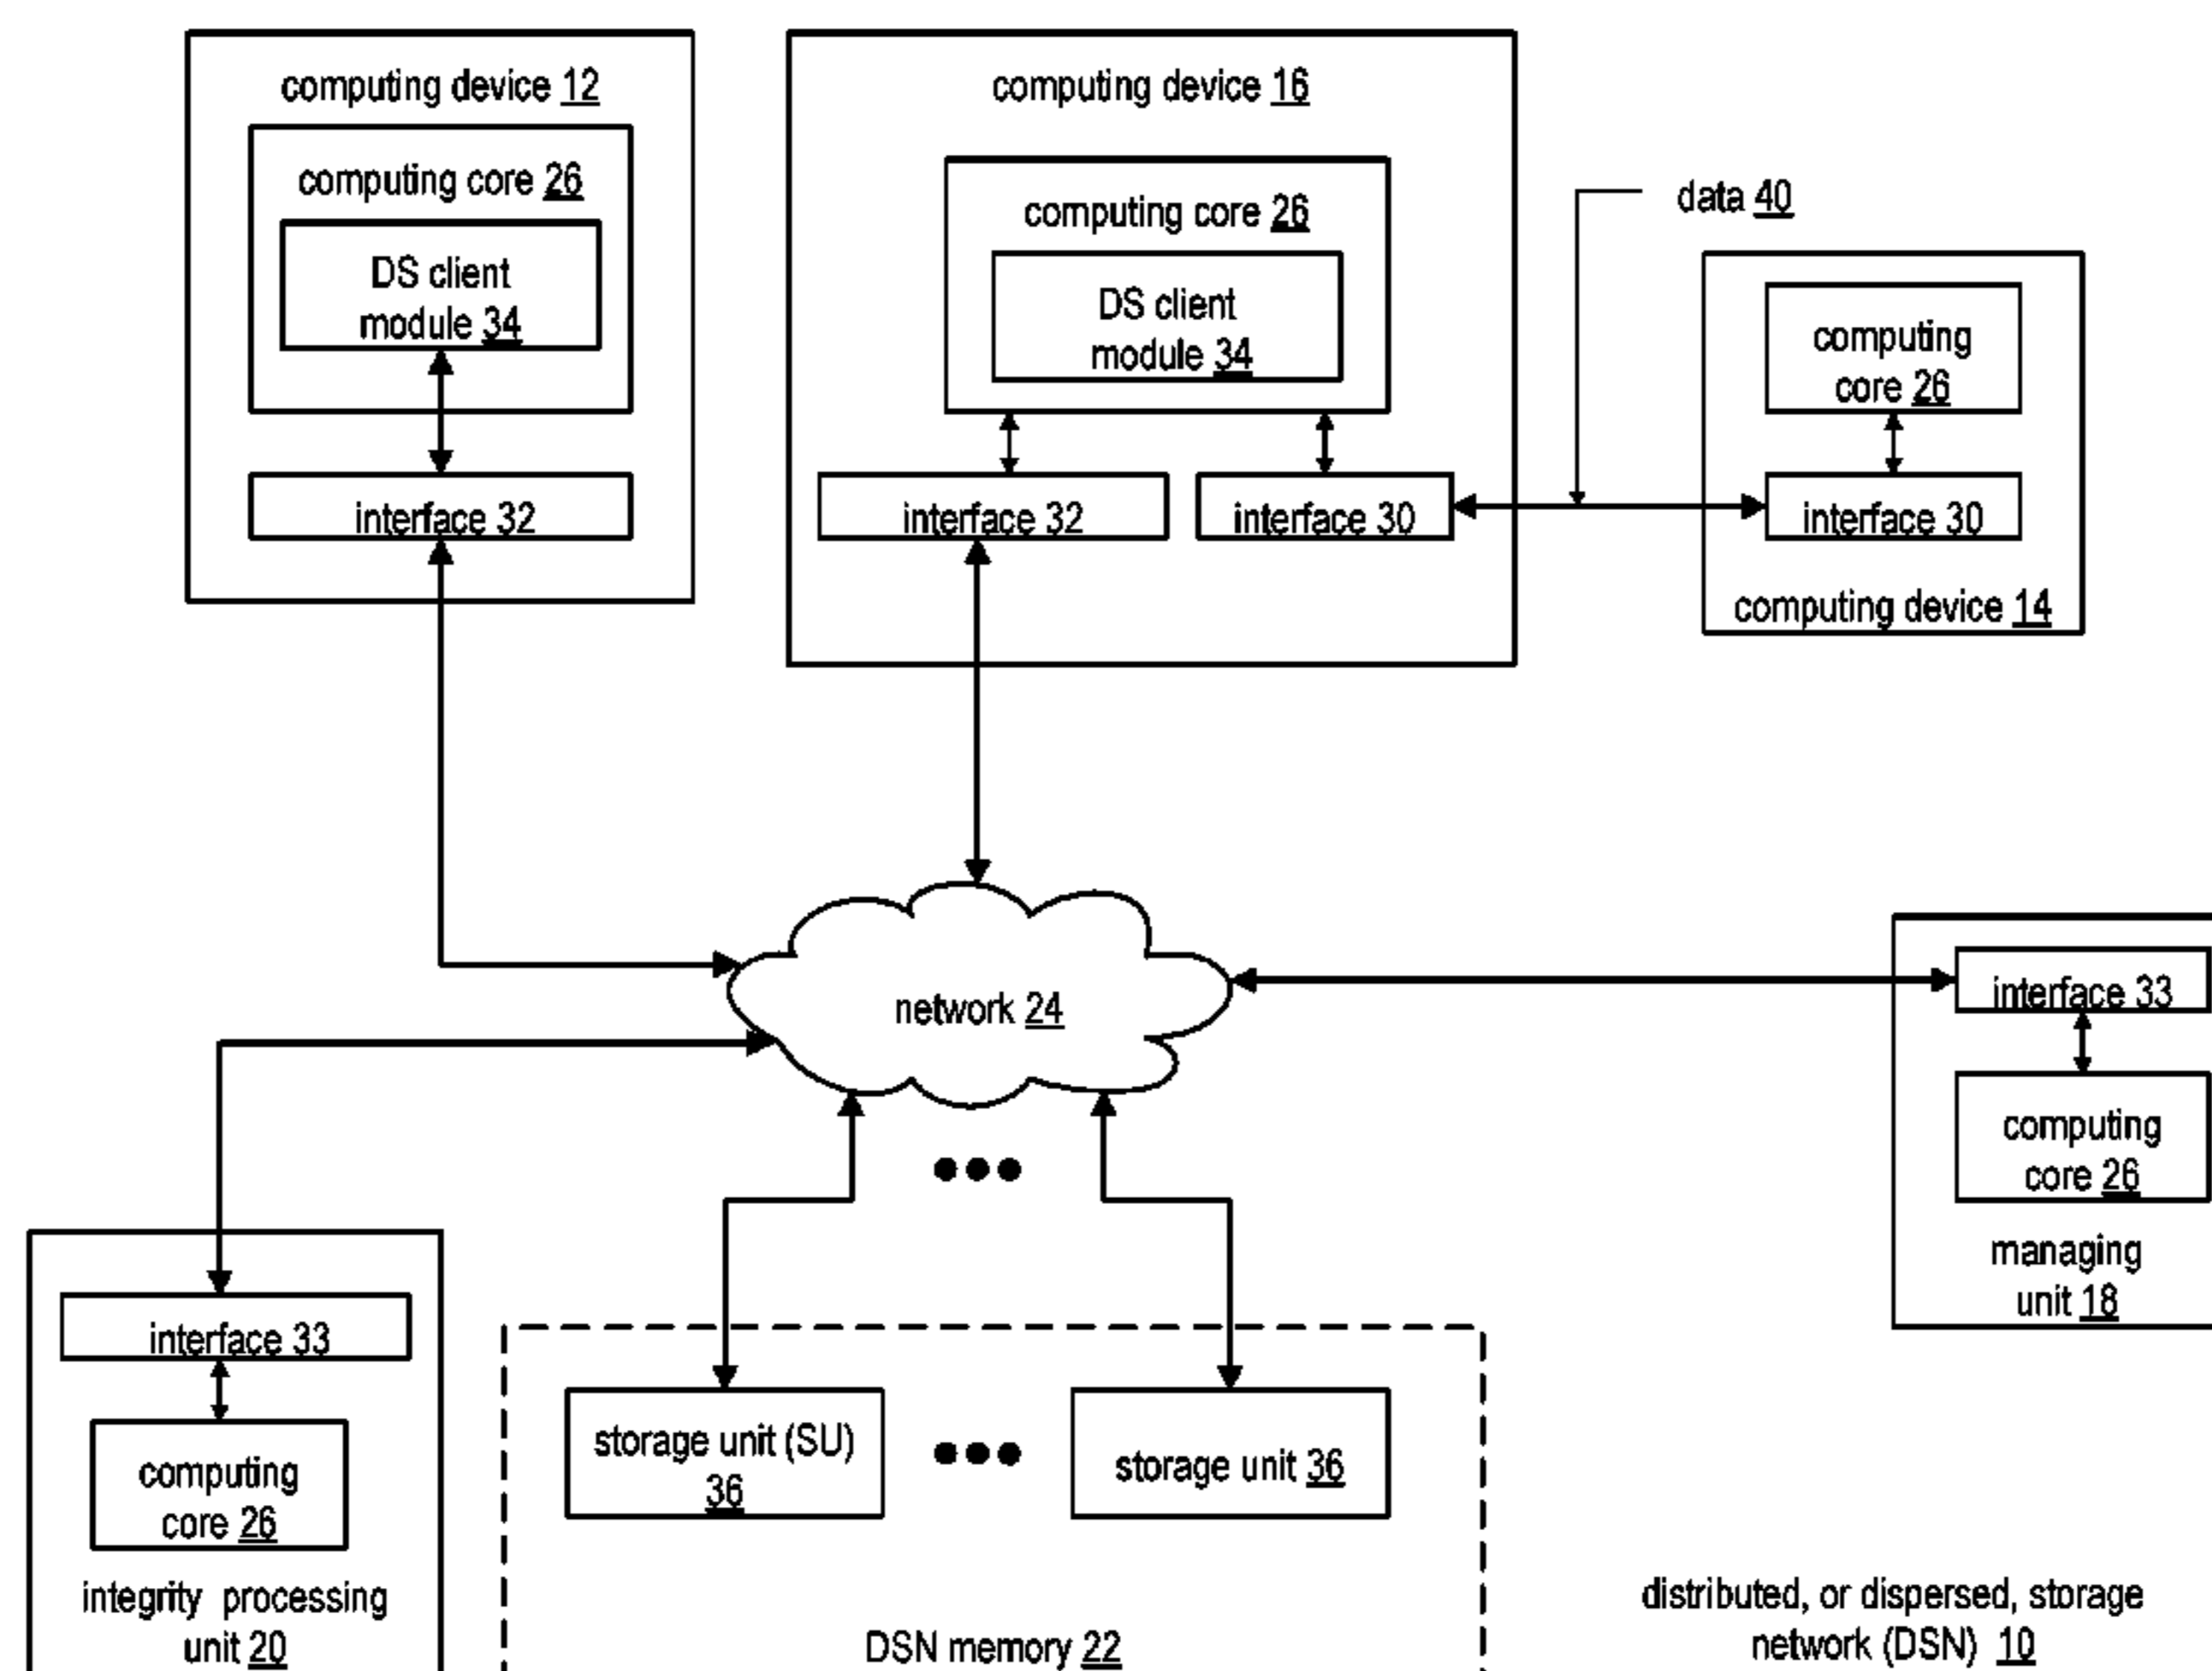 computing device 12
computing core 26
DS client
module 34
interface 32
computing device 16
computing core 26
DS client
module 34
interface 32
interface 30
data 40
computing
core 26
interface 30
computing device 14
network 24
interface 33
computing
core 26
managing
unit 18
interface 33
computing
core 26
integrity processing
unit 20
storage unit (SU)
36
storage unit 36
DSN memory 22
distributed, or dispersed, storage
network (DSN) 10